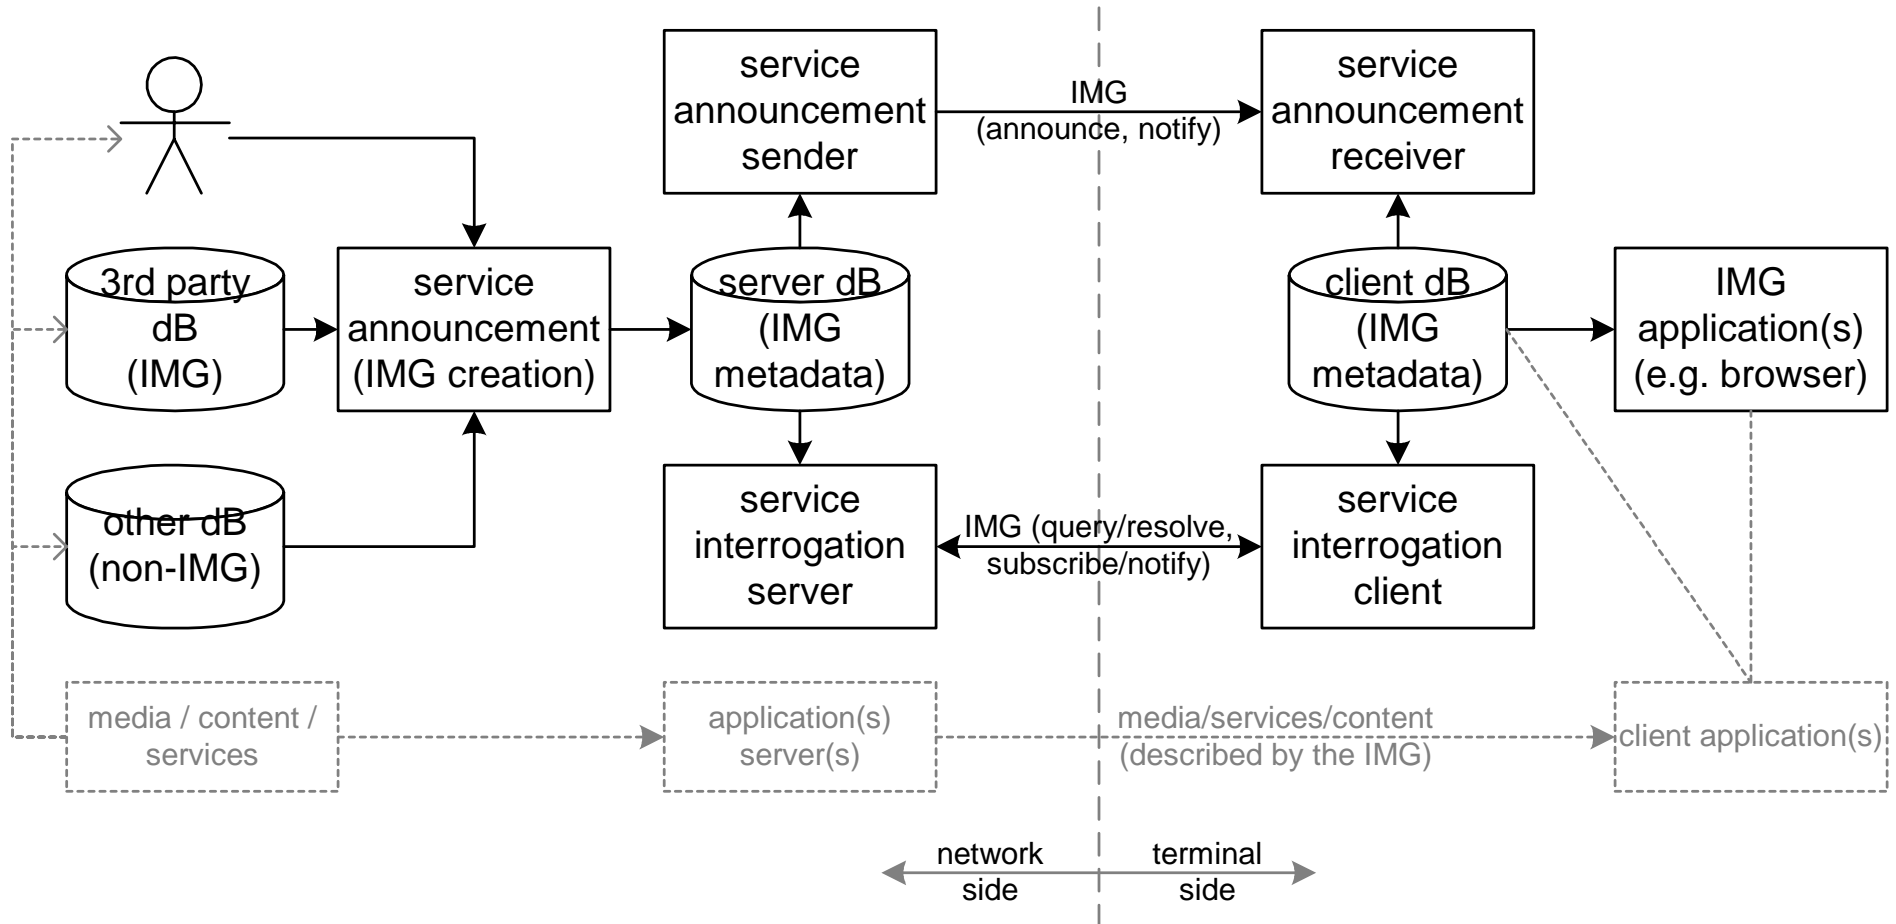 service
announcement
sender
IMG
(announce, notify)
service
announcement
receiver
3rd party
dB
(IMG)
service
announcement
(IMG creation)
server dB
(IMG
metadata)
client dB
(IMG
metadata)
IMG
application(s)
(e.g. browser)
other dB
(non-IMG)
service
interrogation
server
IMG (query/resolve,
subscribe/notify)
service
interrogation
client
media / content /
services
application(s)
server(s)
media/services/content
(described by the IMG)
client application(s)
network
side
terminal
side